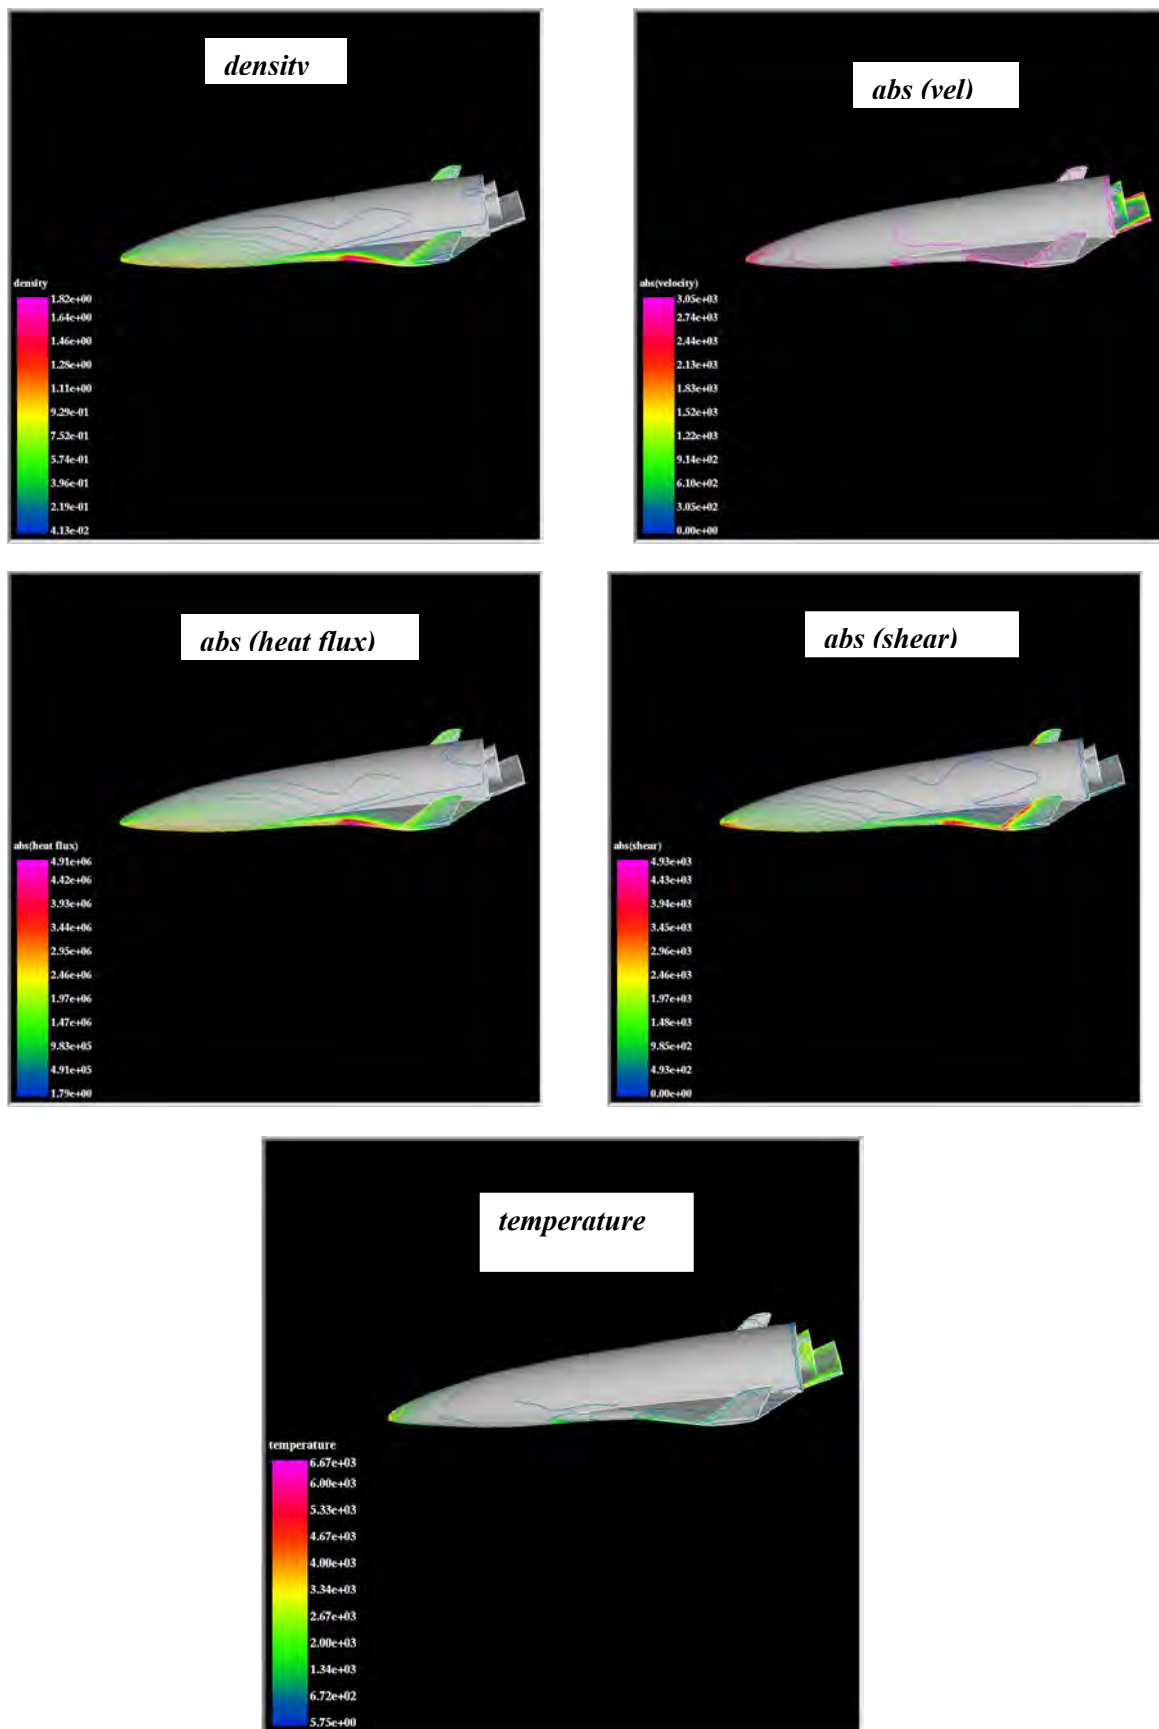 density
abs (vel)
density
1.82e+00
1.64e+00
1.46e+00
1.28e+00
1.11e+00
9.29e-01
7.52e-01
5.74e-01
3.96e-01
2.19e-01
4.13e-02
abs(velocity)
3.05e+03
2.74e+03
2.44e+03
2.13e+03
1.83e+03
1.52e+03
1.22e+03
9.14e+02
6.10e+02
3.05e+02
0.00e+00
abs (heat flux)
abs (shear)
abs(heat flux)
4.91e+06
4.42e+06
3.93e+06
3.44e+06
2.95e+06
2.46e+06
1.97e+06
1.47e+06
9.83e+05
4.91e+05
1.79e+00
abs(shear)
4.93e+03
4.43e+03
3.94e+03
3.45e+03
2.96e+03
2.46e+03
1.97e+03
1.48e+03
9.85e+02
4.93e+02
0.00e+00
temperature
temperature
6.67e+03
6.00e+03
5.33e+03
4.67e+03
4.00e+03
3.34e+03
2.67e+03
2.00e+03
1.34e+03
6.72e+02
5.75e+00